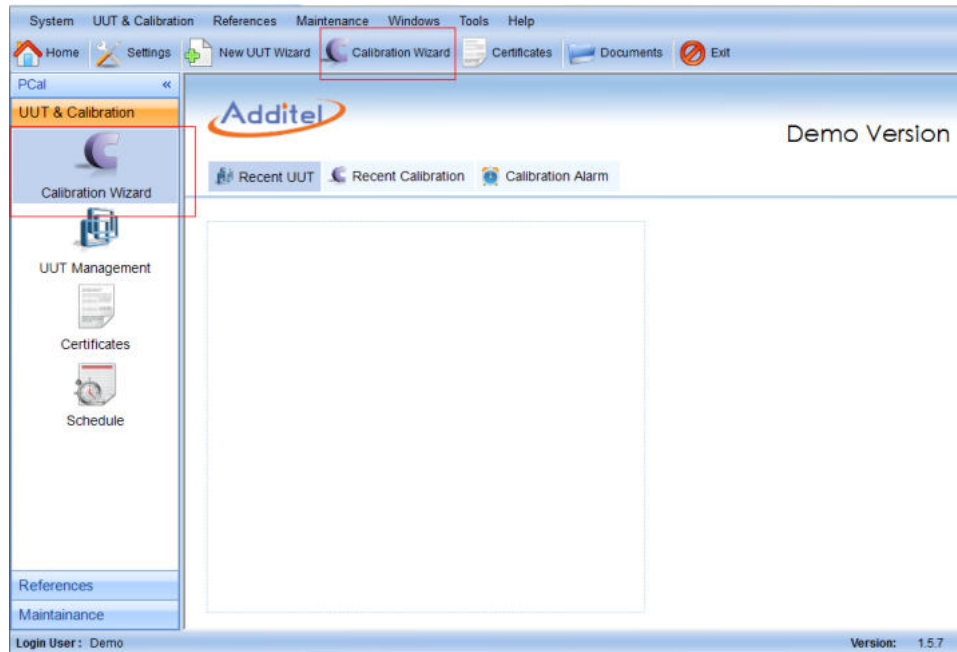 System UUT & Calibration References Maintenance Windows Tools Help
Home Settings New UUT Wizard Calibration Wizard Certificates Documents Exit
PCal «
UUT & Calibration
Calibration Wizard
UUT Management
Certificates
Schedule
References
Maintainance
Additel
Demo Version
Recent UUT Recent Calibration Calibration Alarm
Login User : Demo Version: 1.5.7